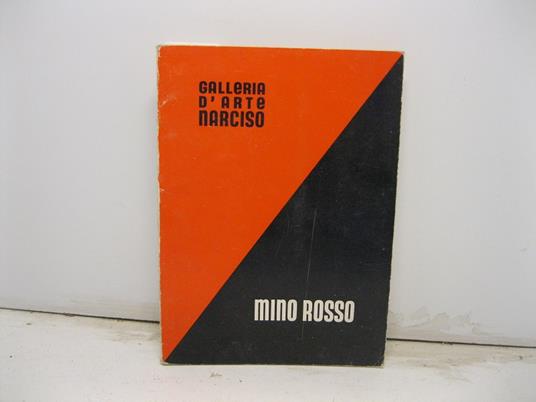 GALLERIA
D'ARTE
NARCISO
MINO ROSSO